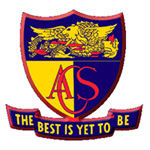 ACS
THE BEST IS YET TO BE